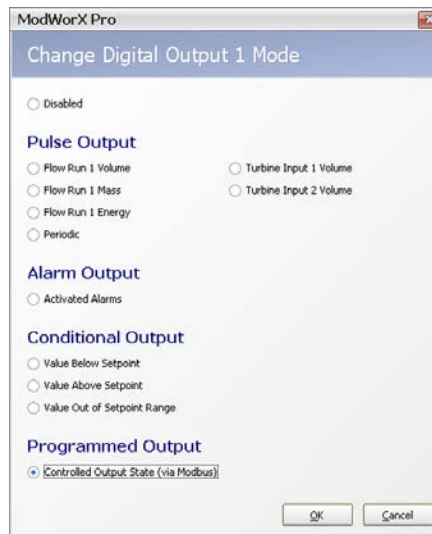 ModWorX Pro
Change Digital Output 1 Mode
Disabled
Pulse Output
Flow Run 1 Volume
Turbine Input 1 Volume
Flow Run 1 Mass
Turbine Input 2 Volume
Flow Run 1 Energy
Periodic
Alarm Output
Activated Alarms
Conditional Output
Value Below Setpoint
Value Above Setpoint
Value Out of Setpoint Range
Programmed Output
Controlled Output State (via Modbus)
OK
Cancel